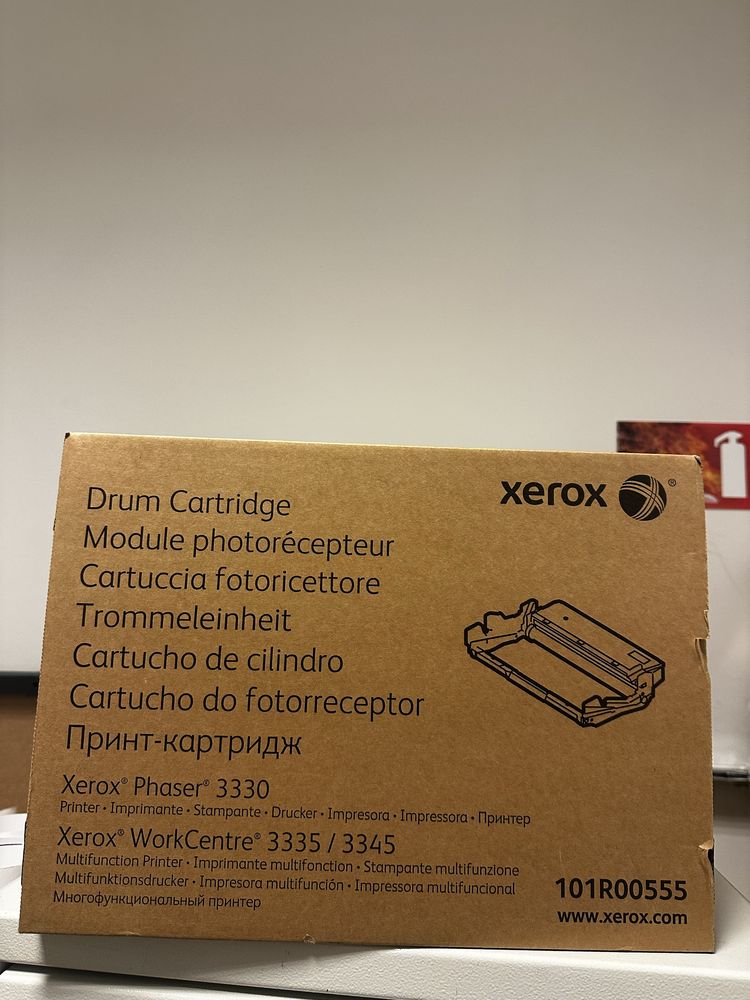 xerox ®
Drum Cartridge
Module photorécepteur
Cartuccia fotoricettore
Trommeleinheit
Cartucho de cilindro
Cartucho do fotorreceptor
Принт-картридж
Xerox® Phaser® 3330
Printer • Imprimante • Stampante • Drucker • Impresora • Impressora • Принтер
Xerox® WorkCentre® 3335 / 3345
Multifunction Printer • Imprimante multifonction • Stampante multifunzione
Multifunktionsdrucker • Impresora multifunción • Impressora multifuncional
Многофункциональный принтер
101R00555
www.xerox.com